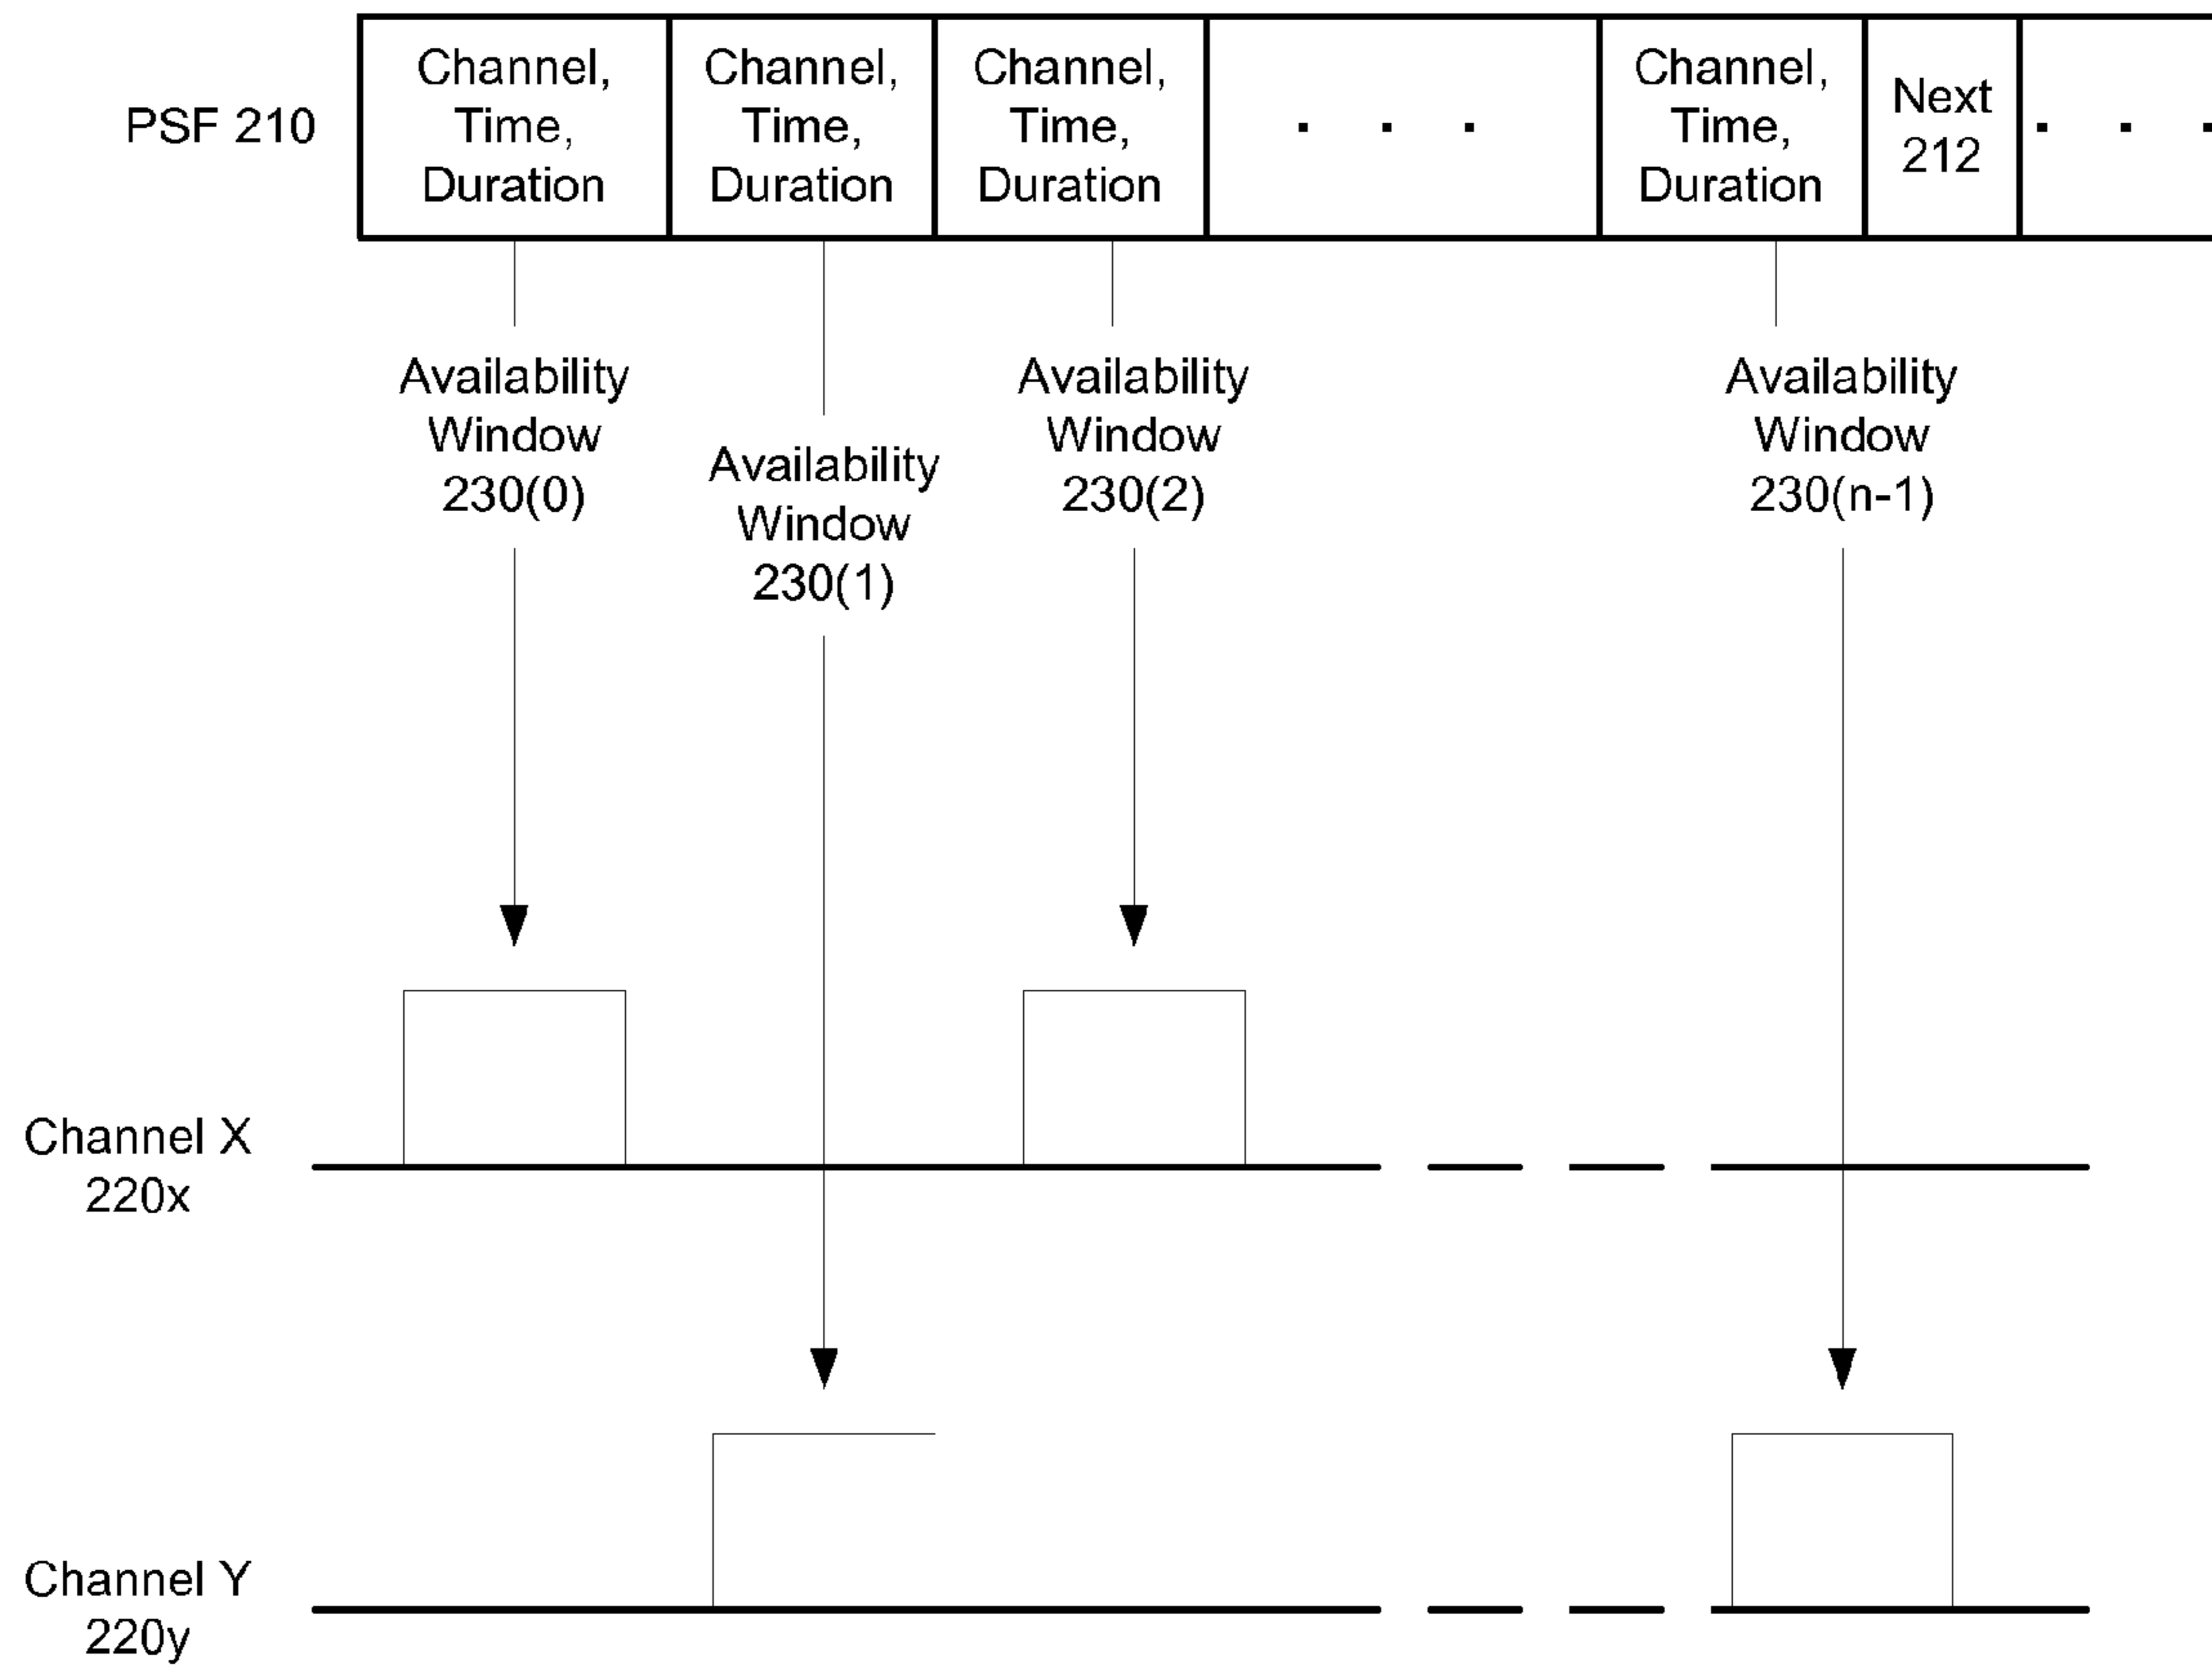 PSF 210
Channel,
Time,
Duration
Channel,
Time,
Duration
Channel,
Time,
Duration
. . .
Channel,
Time,
Duration
Next
212
. . .
Availability
Window
230(0)
Availability
Window
230(1)
Availability
Window
230(2)
Availability
Window
230(n-1)
Channel X
220x
Channel Y
220y